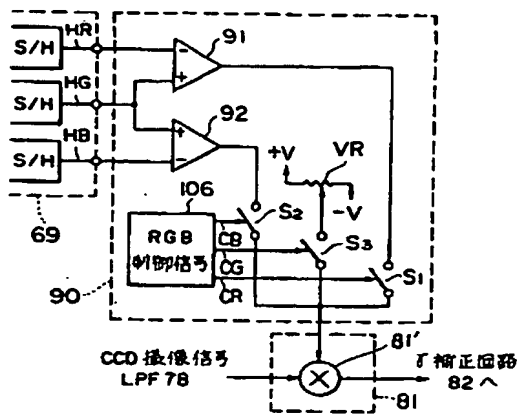 S/H
HR
91
S/H
HG
92
S/H
HB
+V
VR
-V
69
106
RGB
制御信号
CB
CG
CR
S2
S3
S1
90
81'
CCD 撮像信号
LPF 78
γ補正回路
82へ
81